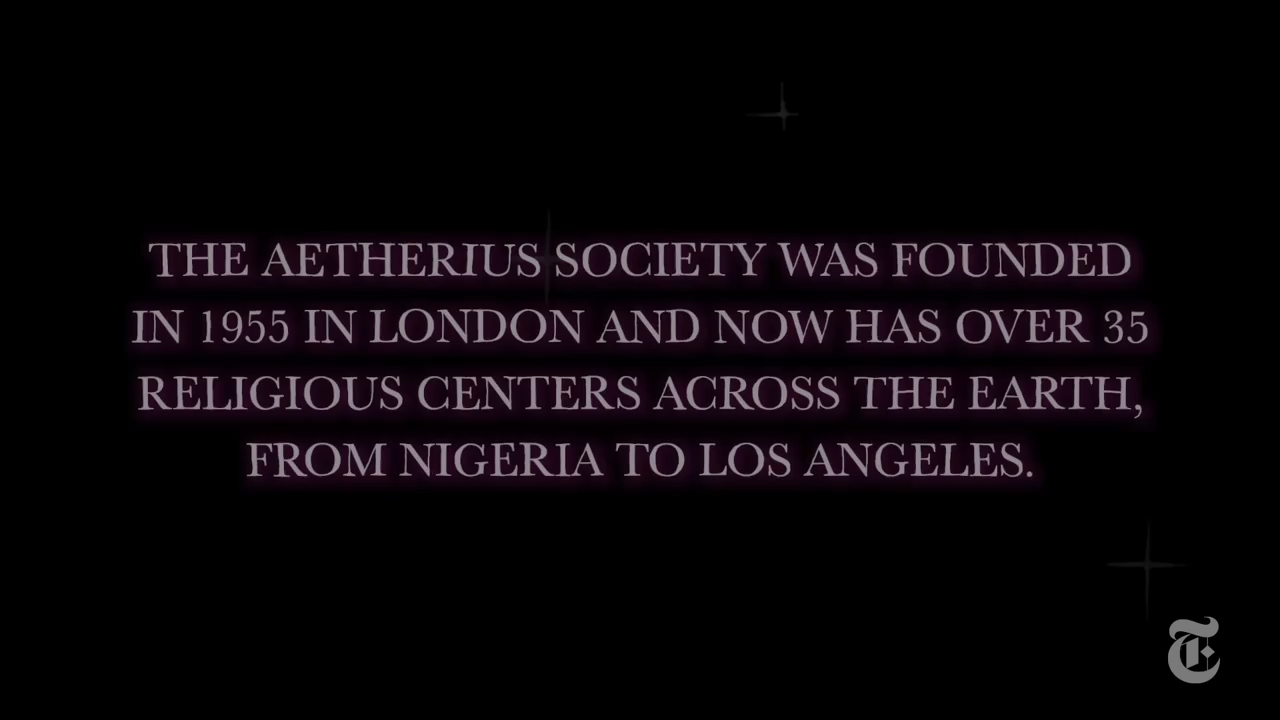 THE AETHERIUS SOCIETY WAS FOUNDED
IN 1955 IN LONDON AND NOW HAS OVER 35
RELIGIOUS CENTERS ACROSS THE EARTH,
FROM NIGERIA TO LOS ANGELES.
T